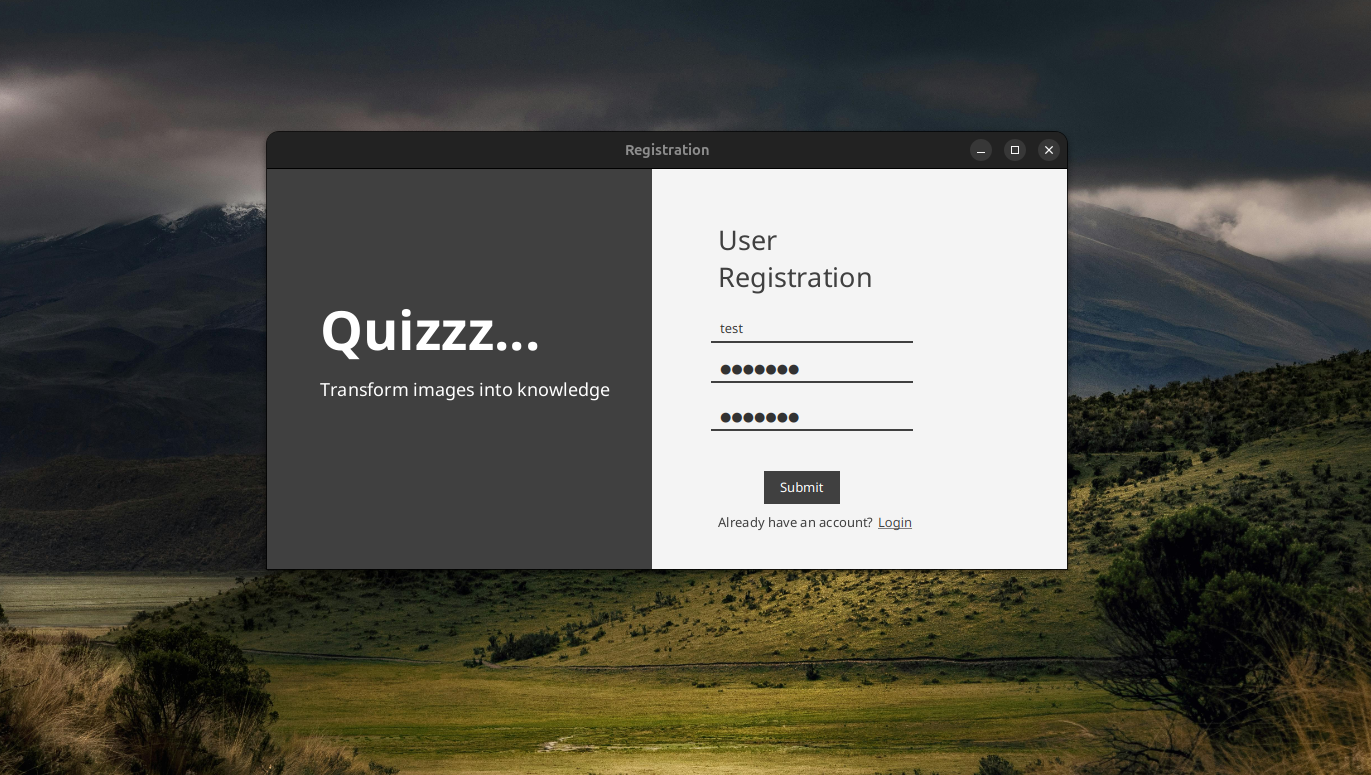 Registration
Quizzz...
Transform images into knowledge
User
Registration
test
●●●●●●●
●●●●●●●
Submit
Already have an account? Login